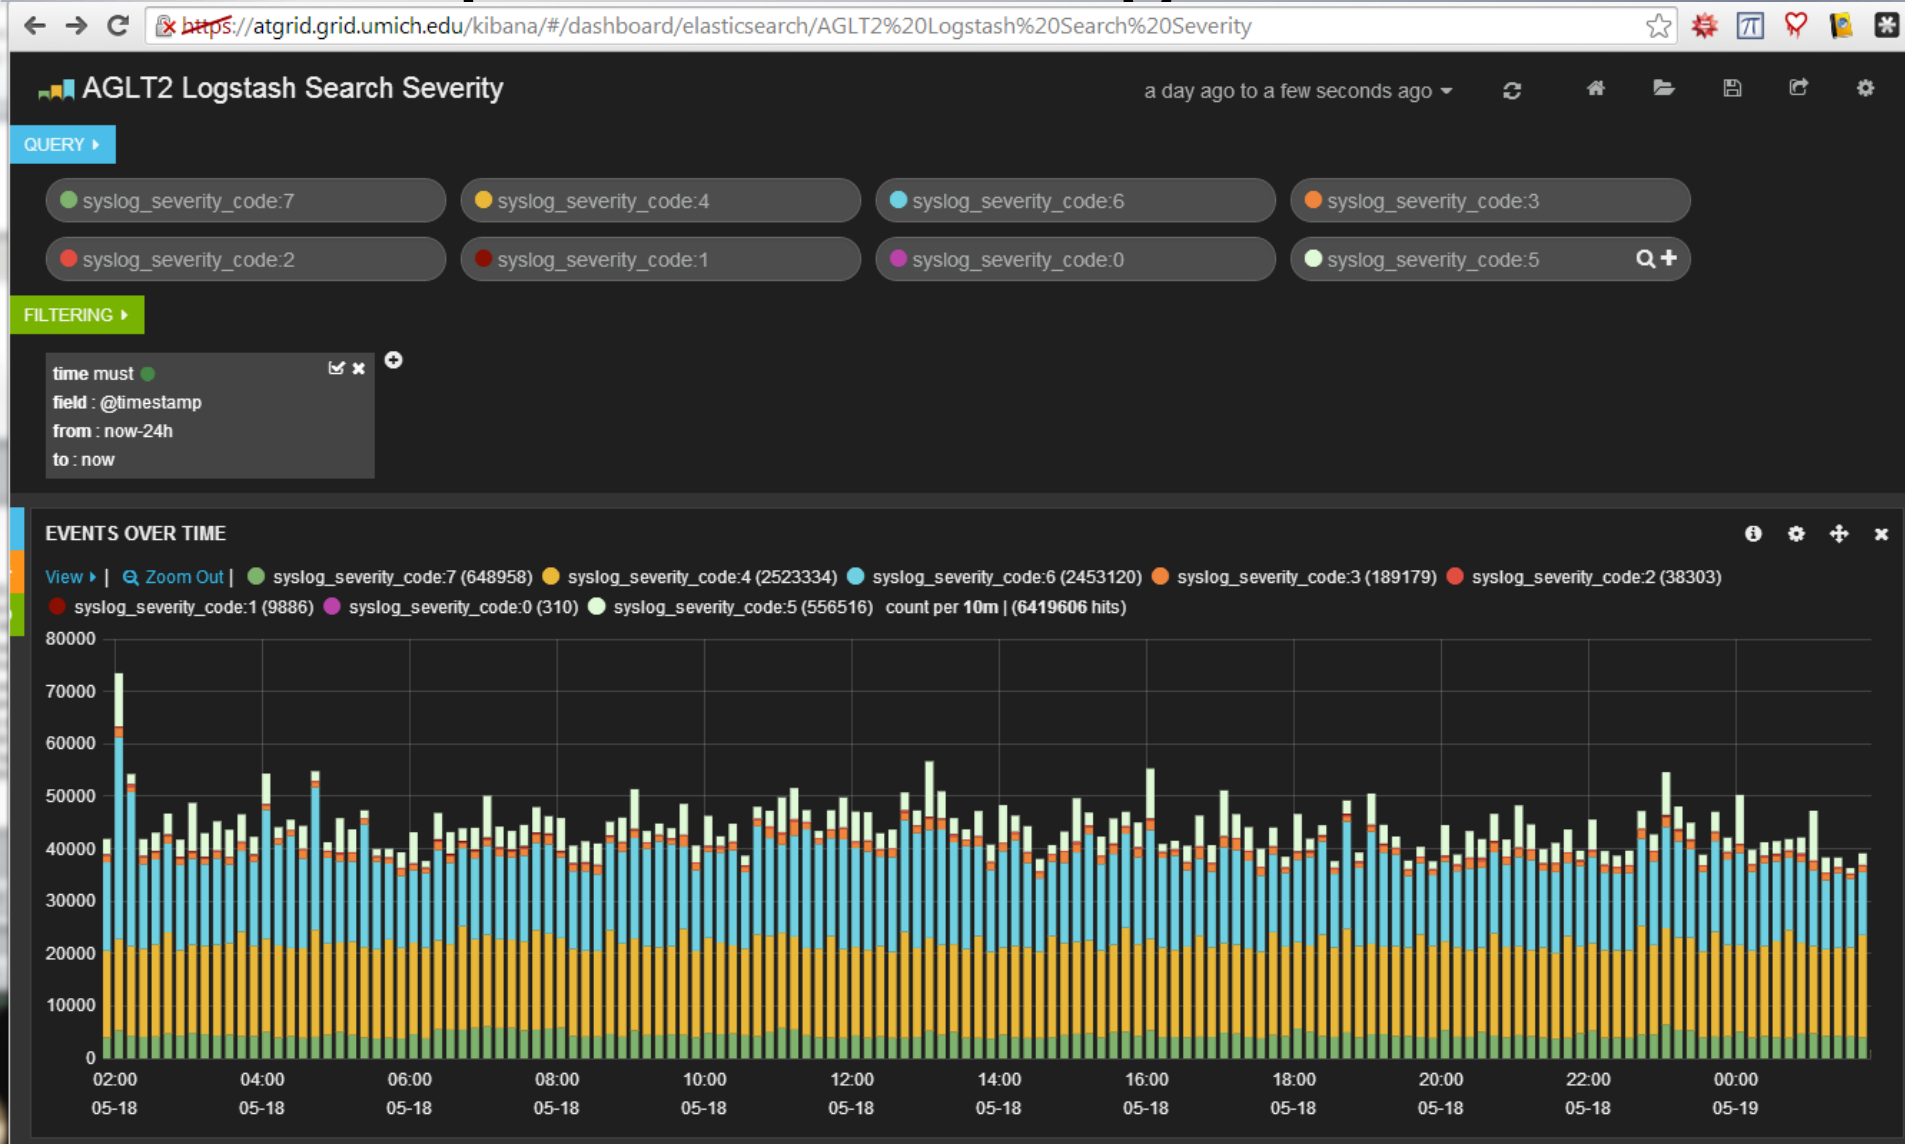 https://atgrid.grid.umich.edu/kibana/#/dashboard/elasticsearch/AGLT2%20Logstash%20Search%20Severity
AGLT2 Logstash Search Severity
a day ago to a few seconds ago
QUERY
syslog_severity_code:7 syslog_severity_code:4 syslog_severity_code:6 syslog_severity_code:3
syslog_severity_code:2 syslog_severity_code:1 syslog_severity_code:0 syslog_severity_code:5
FILTERING
time must
field : @timestamp
from : now-24h
to : now
EVENTS OVER TIME
View | Zoom Out | syslog_severity_code:7 (648958) syslog_severity_code:4 (2523334) syslog_severity_code:6 (2453120) syslog_severity_code:3 (189179) syslog_severity_code:2 (38303)
syslog_severity_code:1 (9886) syslog_severity_code:0 (310) syslog_severity_code:5 (556516) count per 10m | (6419606 hits)
80000
70000
60000
50000
40000
30000
20000
10000
0
02:00 04:00 06:00 08:00 10:00 12:00 14:00 16:00 18:00 20:00 22:00 00:00
05-18 05-18 05-18 05-18 05-18 05-18 05-18 05-18 05-18 05-18 05-18 05-19